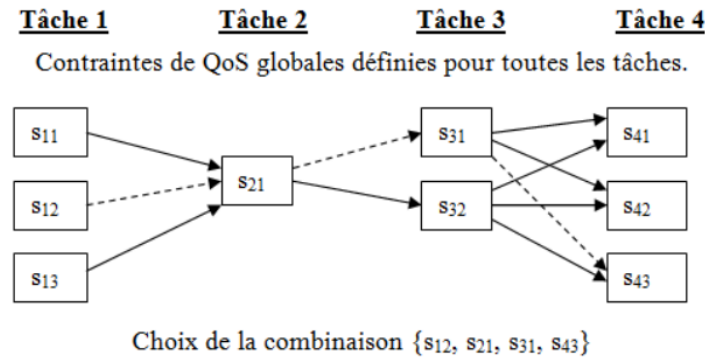 Tâche 1 Tâche 2 Tâche 3 Tâche 4
Contraintes de QoS globales définies pour toutes les tâches.
s11 s31 s41
s21
s12 s32 s42
s13 s43
Choix de la combinaison {s12, s21, s31, s43}